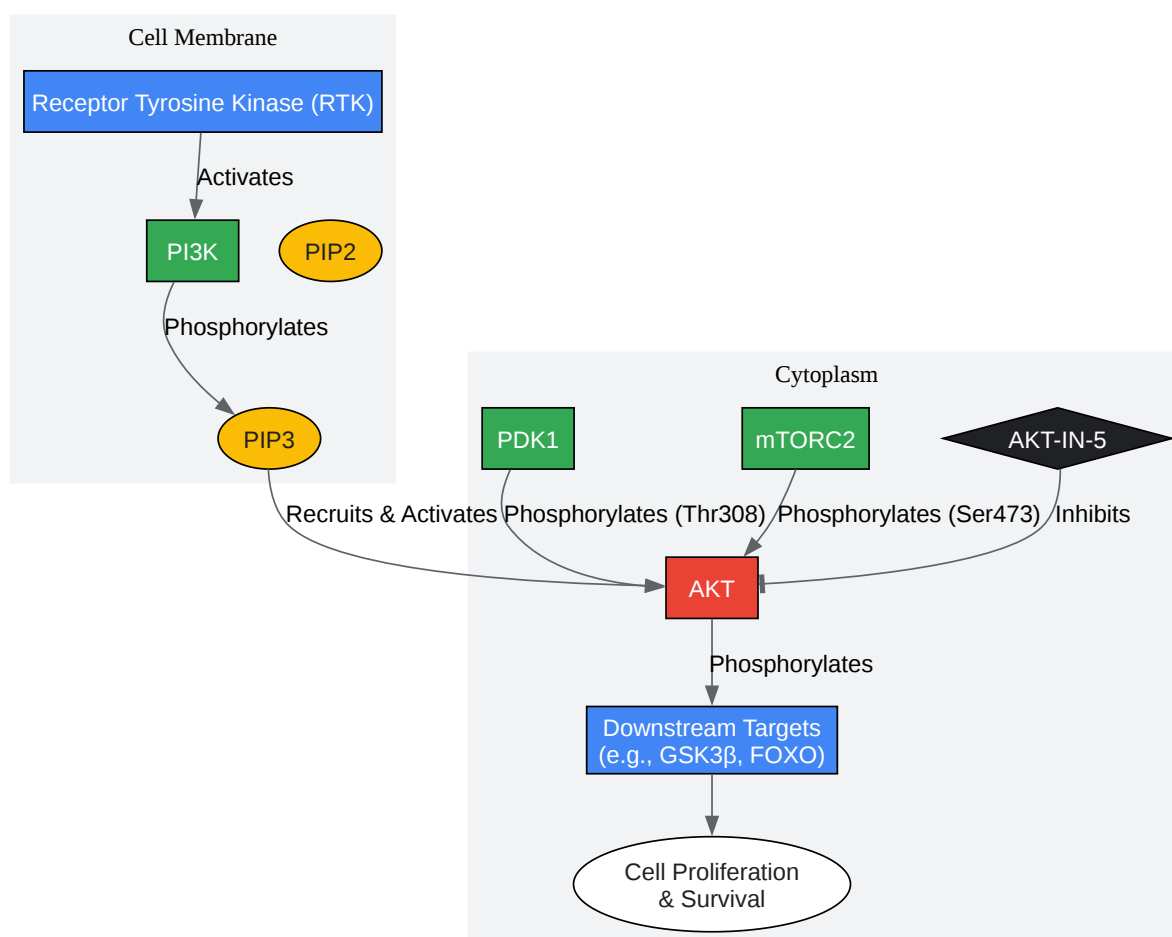 Cell Membrane
Receptor Tyrosine Kinase (RTK)
Activates
PI3K
PIP2
Phosphorylates
PIP3
Cytoplasm
PDK1
mTORC2
AKT-IN-5
Recruits & Activates
Phosphorylates (Thr308)
Phosphorylates (Ser473)
Inhibits
AKT
Phosphorylates
Downstream Targets
(e.g., GSK3β, FOXO)
Cell Proliferation
& Survival